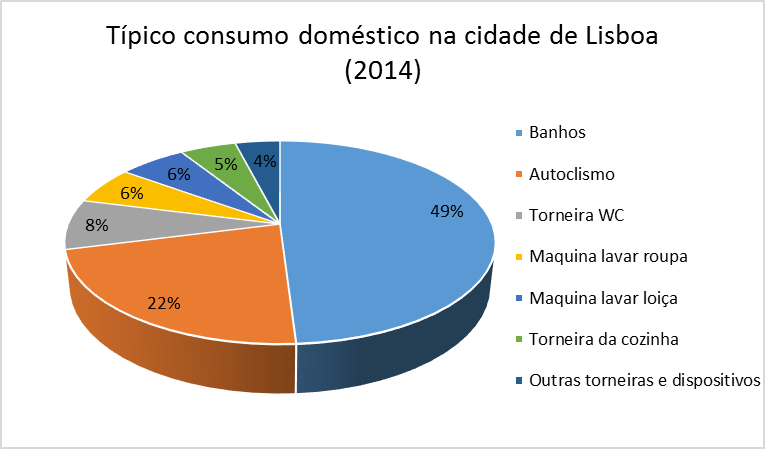 Típico consumo doméstico na cidade de Lisboa
(2014)
49%
22%
8%
6%
6%
5%
4%
Banhos
Autoclismo
Torneira WC
Maquina lavar roupa
Maquina lavar loiça
Torneira da cozinha
Outras torneiras e dispositivos